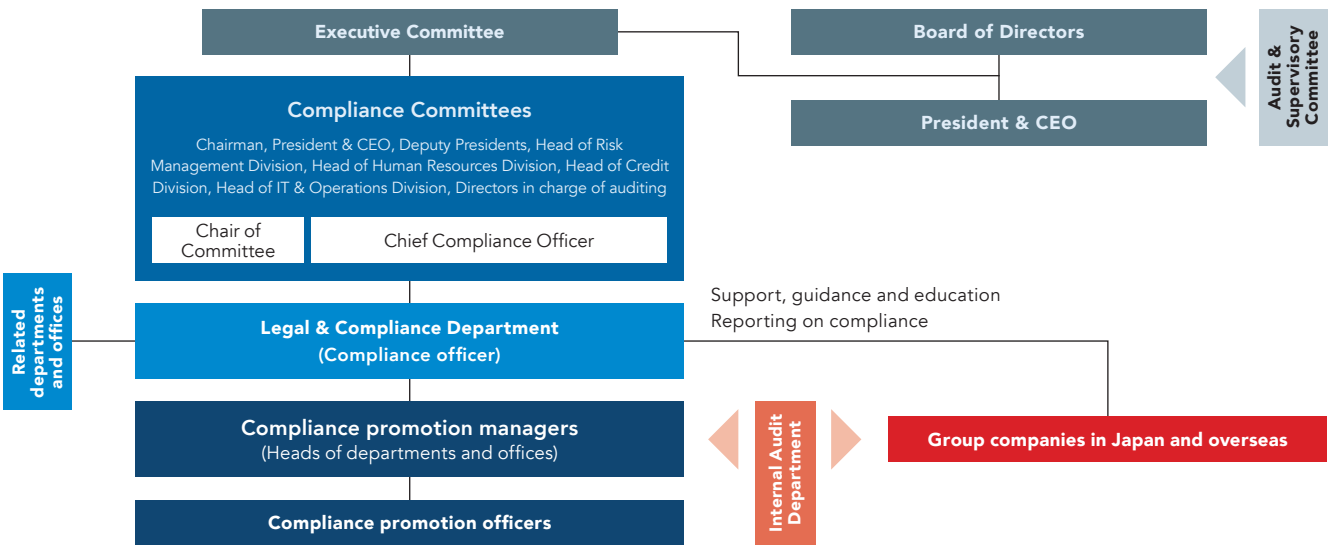 Executive Committee
Board of Directors
Audit &
Supervisory
Committee
President & CEO
Compliance Committees
Chairman, President & CEO, Deputy Presidents, Head of Risk
Management Division, Head of Human Resources Division, Head of Credit
Division, Head of IT & Operations Division, Directors in charge of auditing
Chair of
Committee
Chief Compliance Officer
Related
departments
and offices
Legal & Compliance Department
(Compliance officer)
Support, guidance and education
Reporting on compliance
Compliance promotion managers
(Heads of departments and offices)
Internal Audit
Department
Group companies in Japan and overseas
Compliance promotion officers